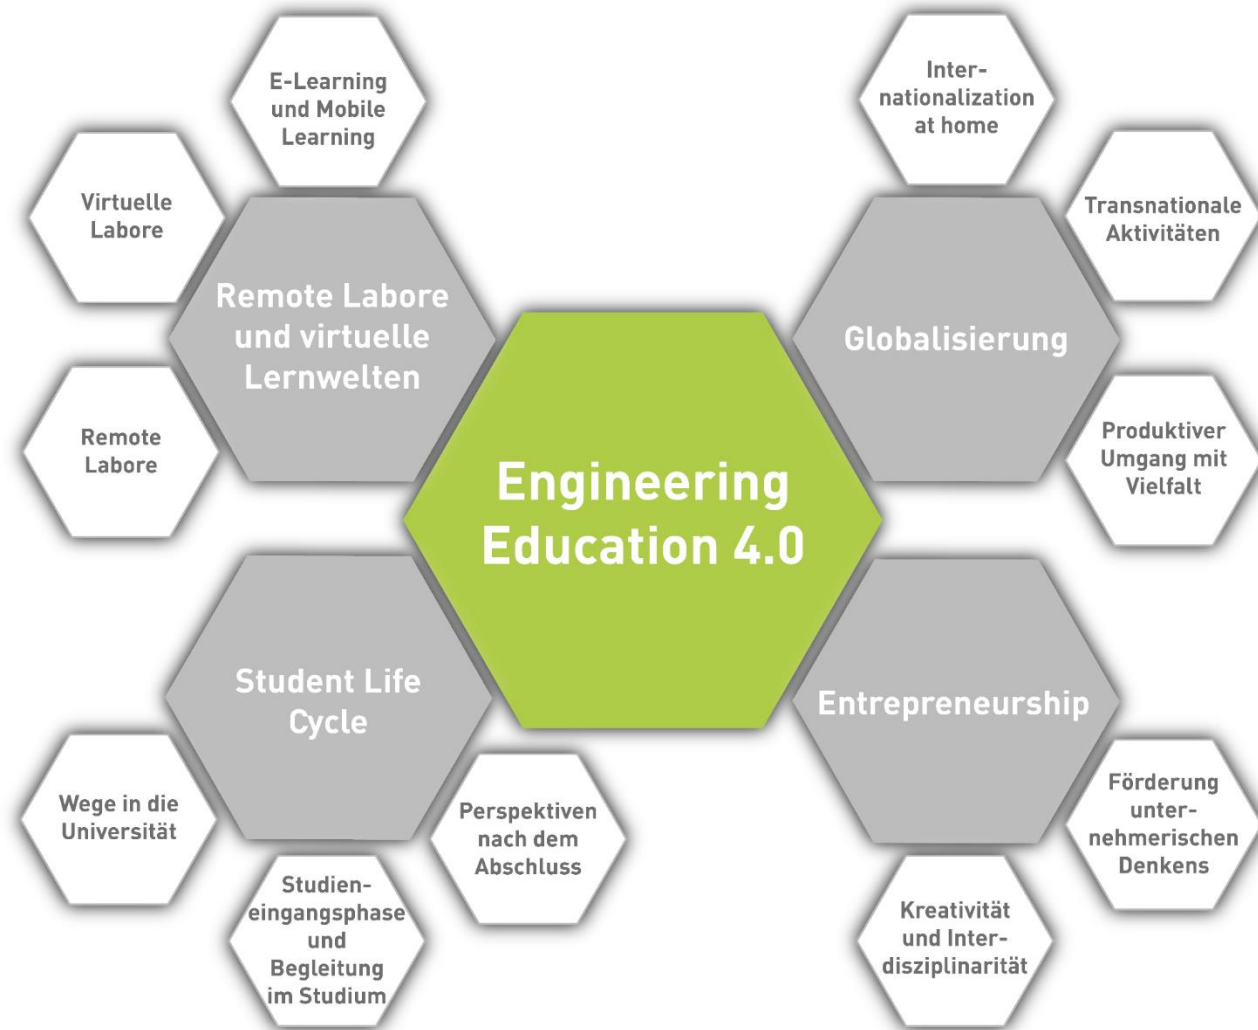 E-Learning
und Mobile
Learning
Virtuelle
Labore
Remote Labore
und virtuelle
Lernwelten
Remote
Labore
Inter-
nationalization
at home
Transnationale
Aktivitäten
Globalisierung
Produktiver
Umgang mit
Vielfalt
Engineering
Education 4.0
Student Life
Cycle
Wege in die
Universität
Studien-
eingangsphase
und
Begleitung
im Studium
Perspektiven
nach dem
Abschluss
Entrepreneurship
Förderung
unter-
nehmerischen
Denkens
Kreativität
und Inter-
disziplinarität